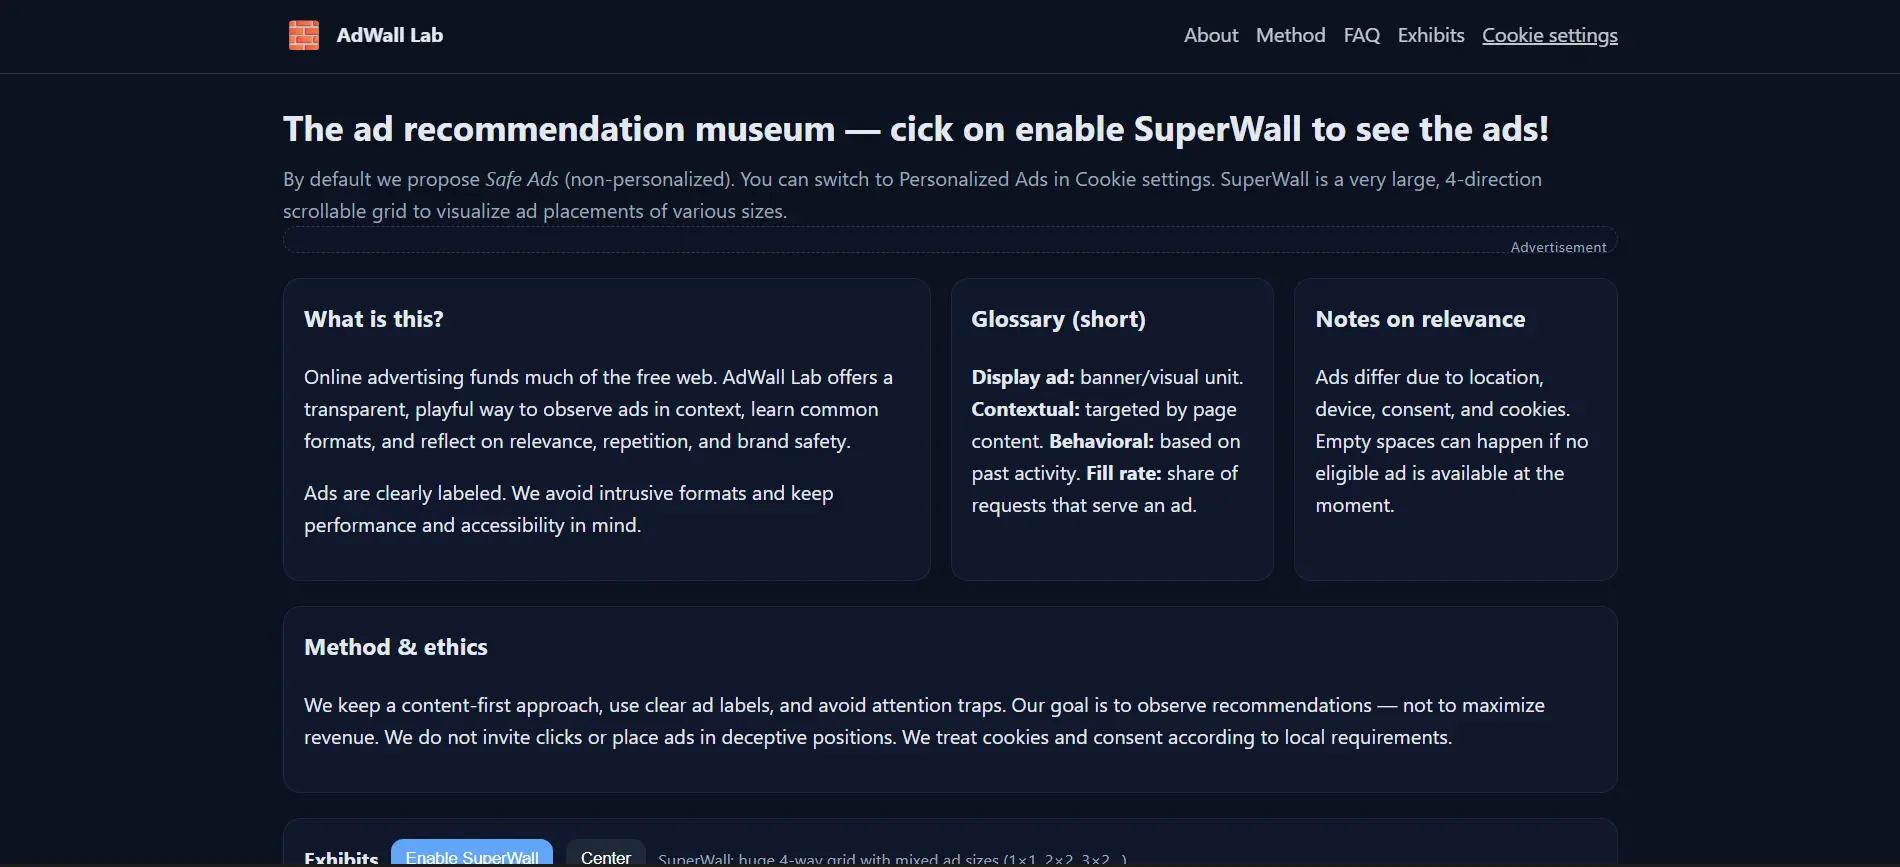 AdWall Lab
About Method FAQ Exhibits Cookie settings
The ad recommendation museum — cick on enable SuperWall to see the ads!
By default we propose Safe Ads (non-personalized). You can switch to Personalized Ads in Cookie settings. SuperWall is a very large, 4-direction
scrollable grid to visualize ad placements of various sizes.
Advertisement
What is this?
Online advertising funds much of the free web. AdWall Lab offers a
transparent, playful way to observe ads in context, learn common
formats, and reflect on relevance, repetition, and brand safety.
Ads are clearly labeled. We avoid intrusive formats and keep
performance and accessibility in mind.
Glossary (short)
Display ad: banner/visual unit.
Contextual: targeted by page
content. Behavioral: based on
past activity. Fill rate: share of
requests that serve an ad.
Notes on relevance
Ads differ due to location,
device, consent, and cookies.
Empty spaces can happen if no
eligible ad is available at the
moment.
Method & ethics
We keep a content-first approach, use clear ad labels, and avoid attention traps. Our goal is to observe recommendations — not to maximize
revenue. We do not invite clicks or place ads in deceptive positions. We treat cookies and consent according to local requirements.
Exhibits Enable SuperWall Center SuperWall: huge 4-way grid with mixed ad sizes (1×1, 2×2, 3×2…)